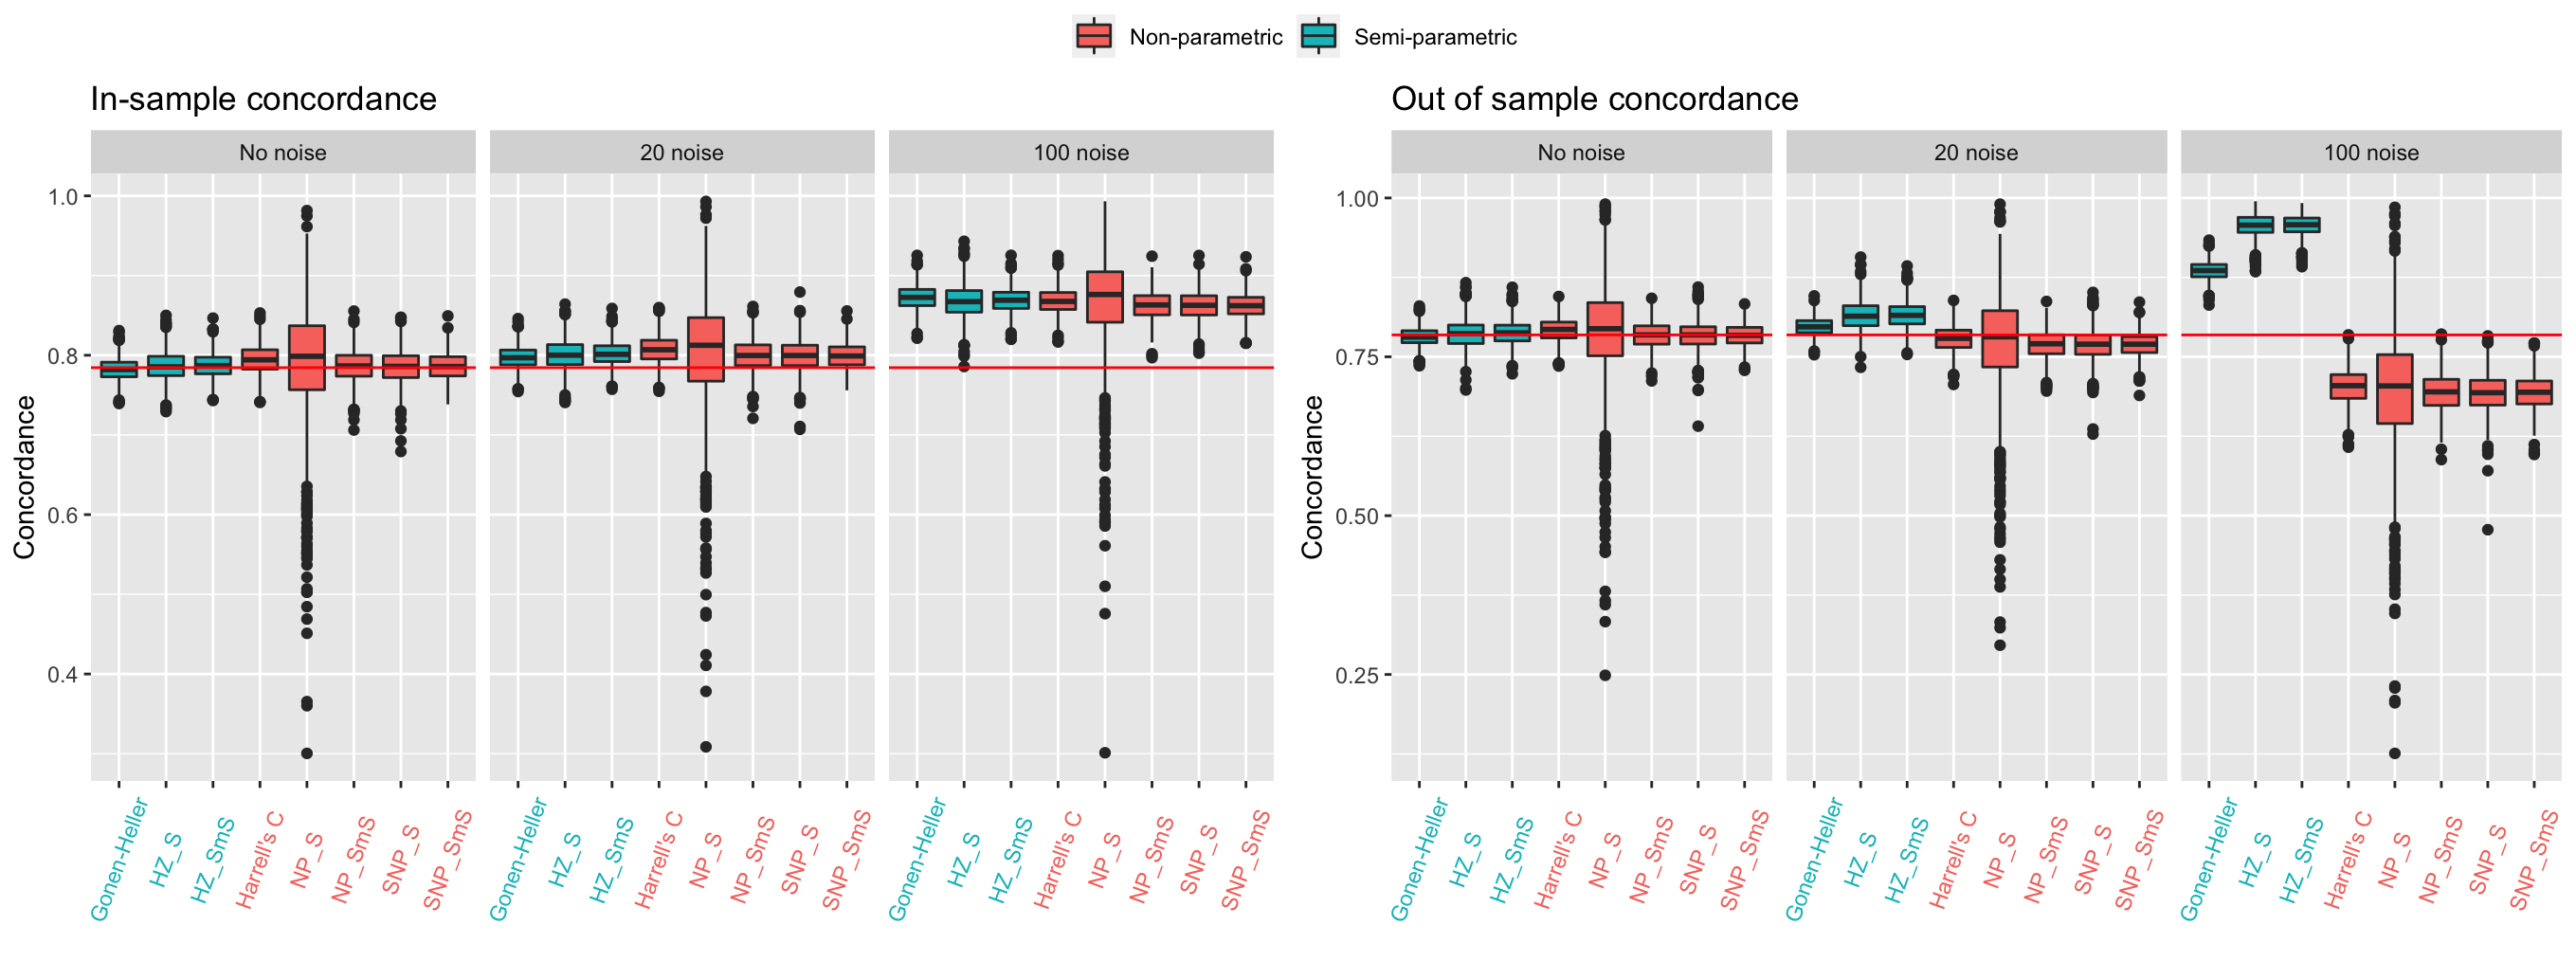 Non-parametric Semi-parametric
In-sample concordance
No noise 20 noise 100 noise
Concordance
1.0
0.8
0.6
0.4
Gonen-Heller HZ_S HZ_SmS Harrell's C NP_S NP_SmS SNP_S SNP_SmS
Gonen-Heller HZ_S HZ_SmS Harrell's C NP_S NP_SmS SNP_S SNP_SmS
Gonen-Heller HZ_S HZ_SmS Harrell's C NP_S NP_SmS SNP_S SNP_SmS
Out of sample concordance
No noise 20 noise 100 noise
Concordance
1.00
0.75
0.50
0.25
Gonen-Heller HZ_S HZ_SmS Harrell's C NP_S NP_SmS SNP_S SNP_SmS
Gonen-Heller HZ_S HZ_SmS Harrell's C NP_S NP_SmS SNP_S SNP_SmS
Gonen-Heller HZ_S HZ_SmS Harrell's C NP_S NP_SmS SNP_S SNP_SmS